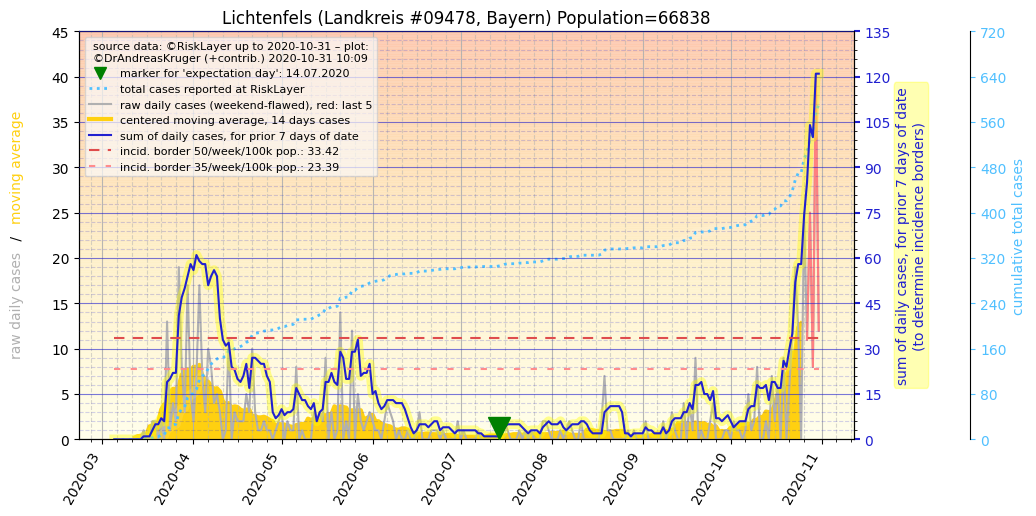 Lichtenfels (Landkreis #09478, Bayern) Population=66838
source data: ©RiskLayer up to 2020-10-31 – plot:
©DrAndreasKruger (+contrib.) 2020-10-31 10:09
marker for 'expectation day': 14.07.2020
total cases reported at RiskLayer
raw daily cases (weekend-flawed), red: last 5
centered moving average, 14 days cases
sum of daily cases, for prior 7 days of date
incid. border 50/week/100k pop.: 33.42
incid. border 35/week/100k pop.: 23.39
raw daily cases / moving average
45
40
35
30
25
20
15
10
5
0
135
120
105
90
75
60
45
30
15
0
sum of daily cases, for prior 7 days of date
(to determine incidence borders)
720
640
560
480
400
320
240
160
80
0
cumulative total cases
2020-03
2020-04
2020-05
2020-06
2020-07
2020-08
2020-09
2020-10
2020-11